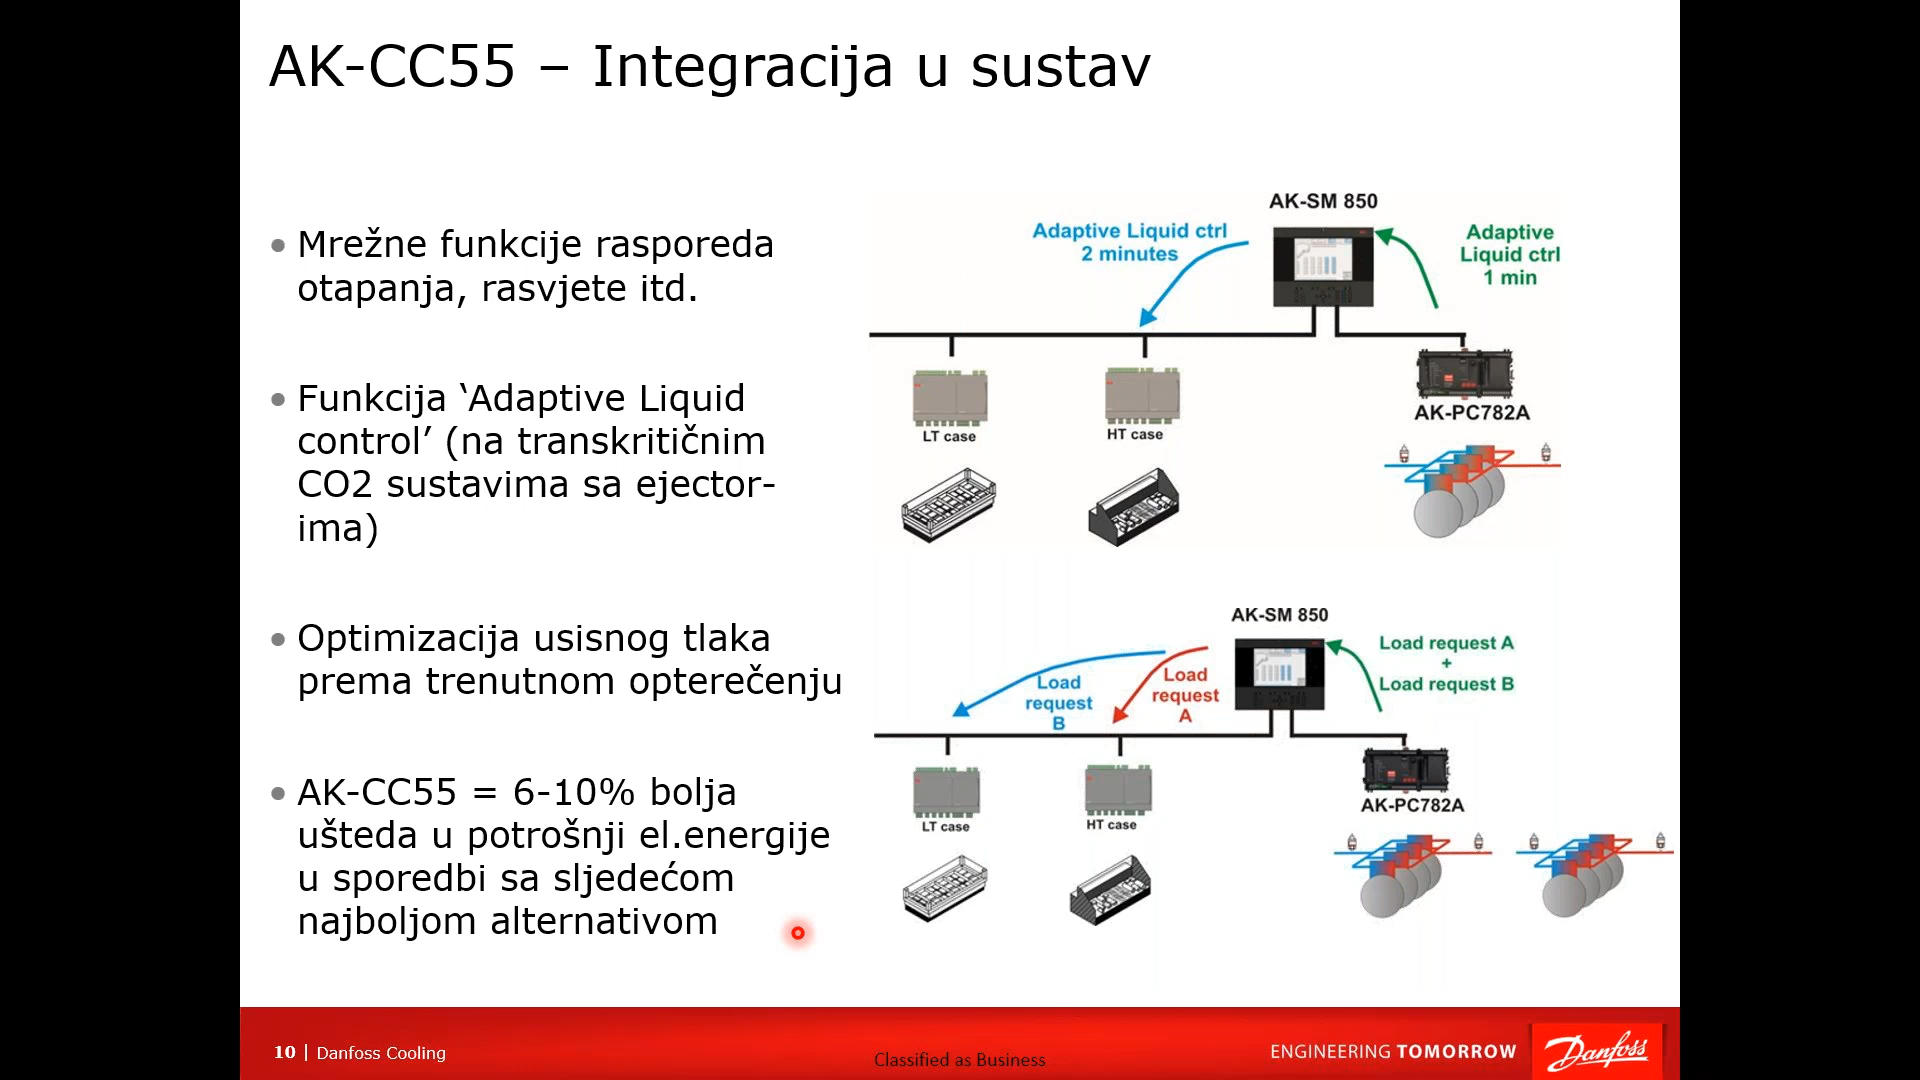 AK-CC55 – Integracija u sustav
• Mrežne funkcije rasporeda
otapanja, rasvjete itd.
• Funkcija ‘Adaptive Liquid
control’ (na transkritičnim
CO2 sustavima sa ejector-
ima)
• Optimizacija usisnog tlaka
prema trenutnom opterečenju
• AK-CC55 = 6-10% bolja
ušteda u potrošnji el.energije
u sporedbi sa sljedećom
najboljom alternativom
AK-SM 850
Adaptive Liquid ctrl
2 minutes
Adaptive
Liquid ctrl
1 min
LT case
HT case
AK-PC782A
AK-SM 850
Load request A
+
Load request B
Load
request
B
Load
request
A
LT case
HT case
AK-PC782A
10 | Danfoss Cooling
Classified as Business
ENGINEERING TOMORROW
Danfoss